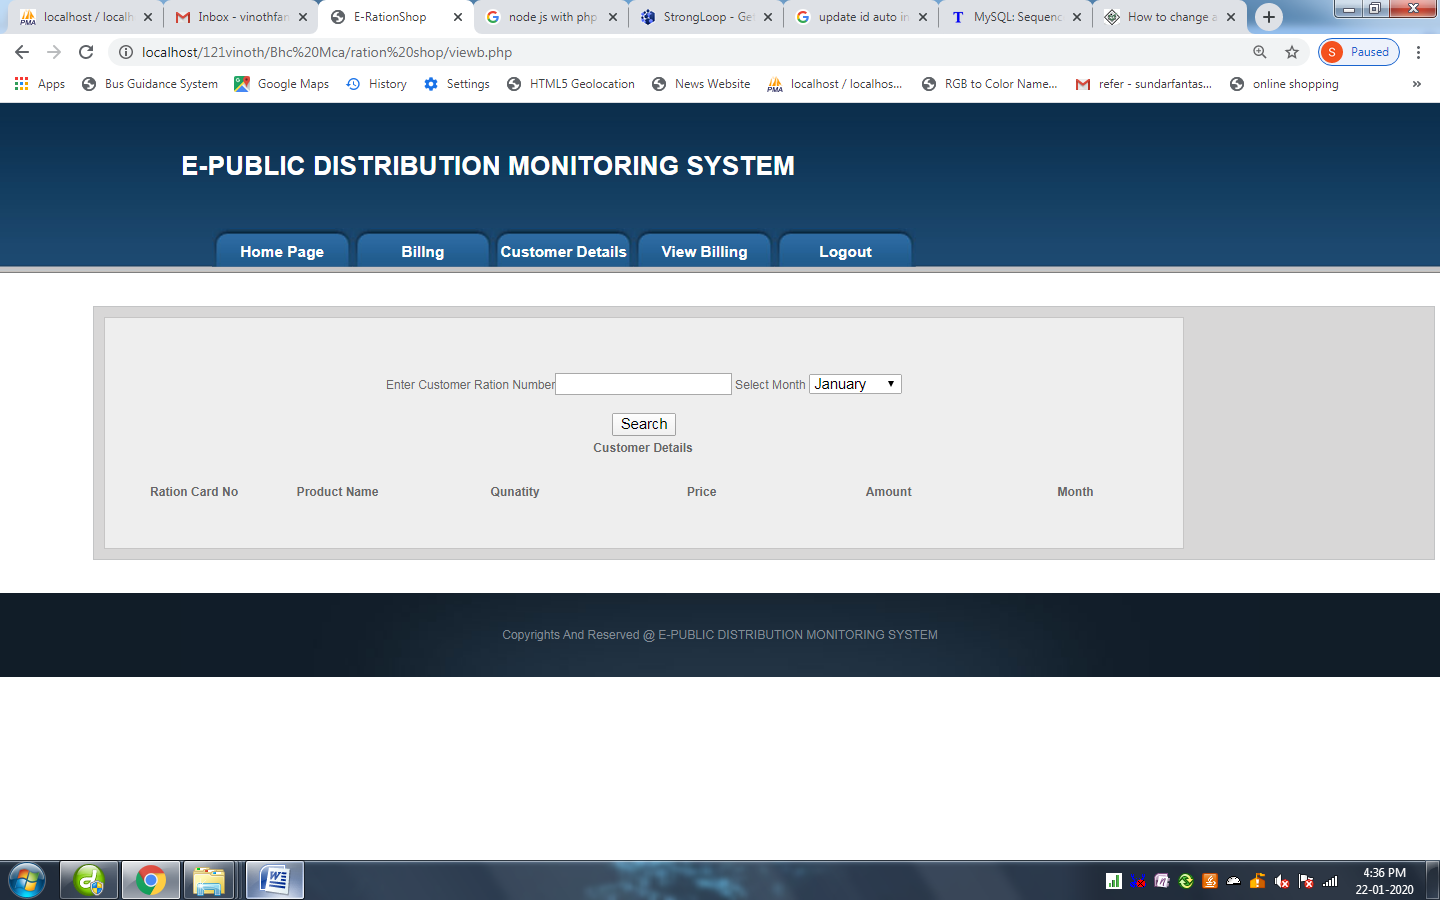 localhost / localh
Inbox - vinothfan
E-RationShop
node js with php
StrongLoop - Get
update id auto in
MySQL: Sequenc
How to change a
localhost/121vinoth/Bhc%20Mca/ration%20shop/viewb.php
S Paused
Apps
Bus Guidance System
Google Maps
History
Settings
HTML5 Geolocation
News Website
localhost / localhos...
RGB to Color Name...
refer - sundarfantas...
online shopping
»
E-PUBLIC DISTRIBUTION MONITORING SYSTEM
Home Page
Billng
Customer Details
View Billing
Logout
Enter Customer Ration Number Select Month January
Search
Customer Details
Ration Card No Product Name Qunatity Price Amount Month
Copyrights And Reserved @ E-PUBLIC DISTRIBUTION MONITORING SYSTEM
4:36 PM
22-01-2020